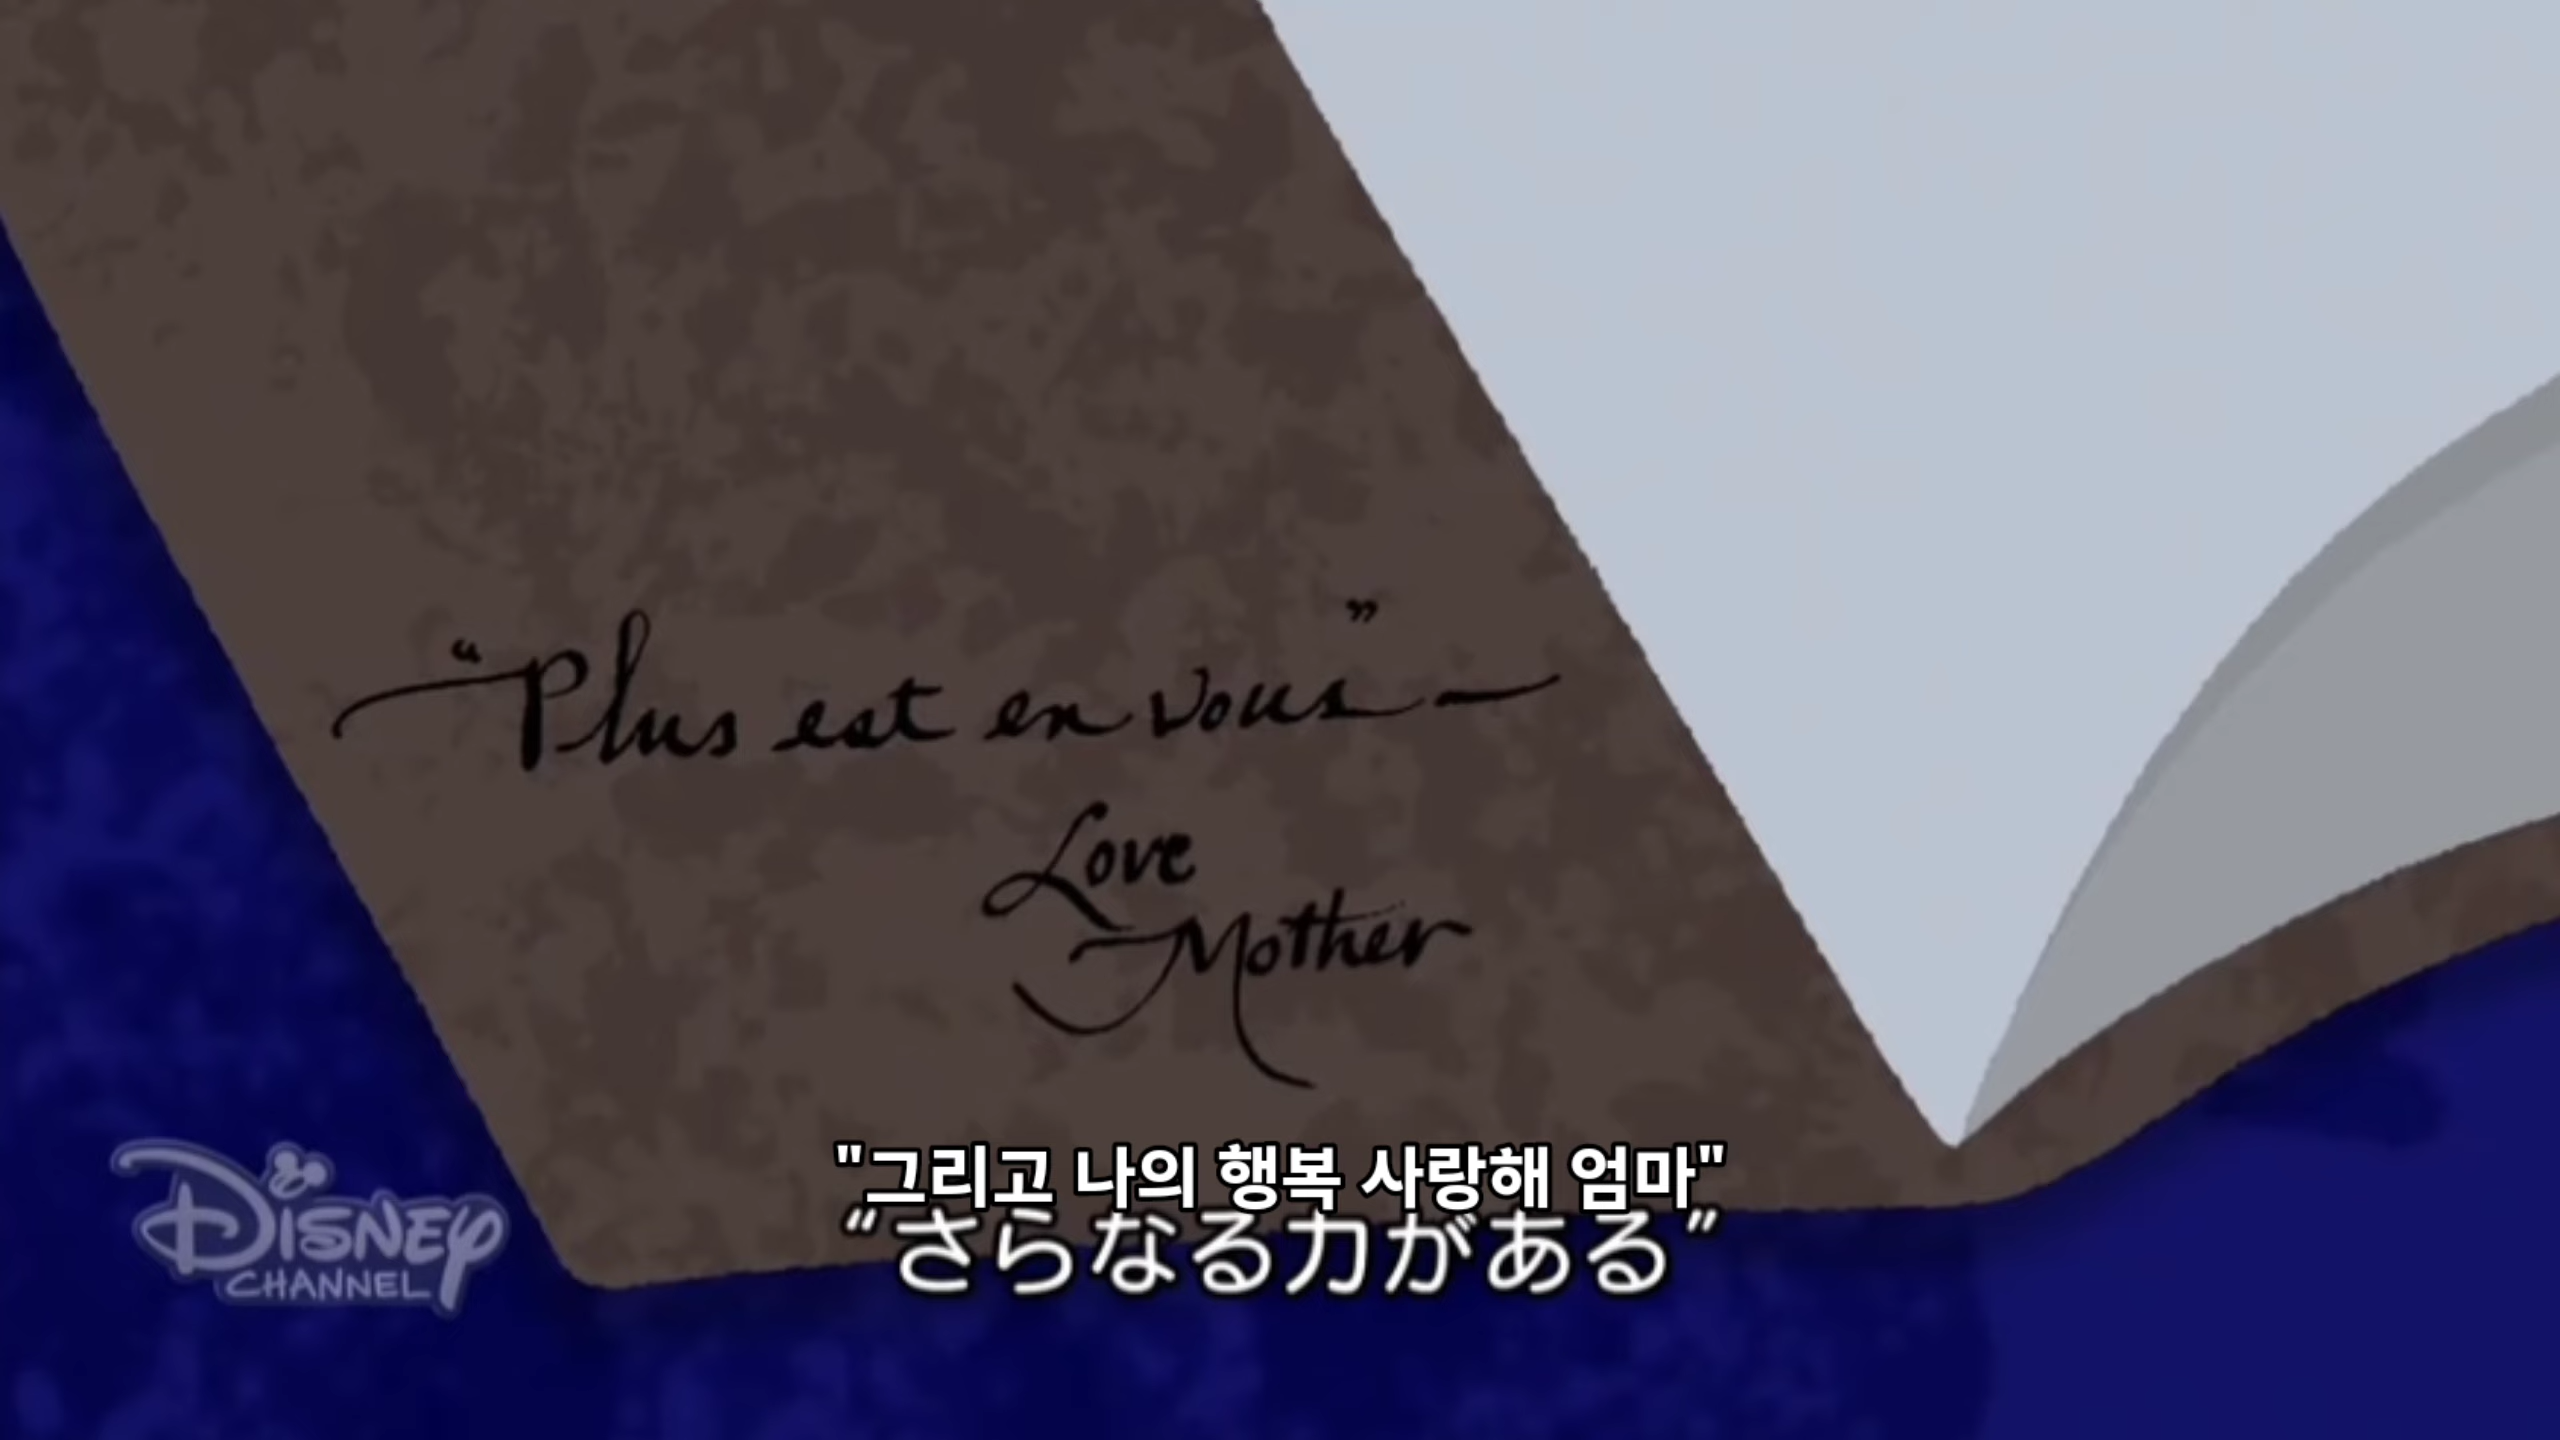 “Plus est en vous”
Love
Mother
"그리고 나의 행복 사랑해 엄마"
“さらなる力がある”
DISNEY
CHANNEL